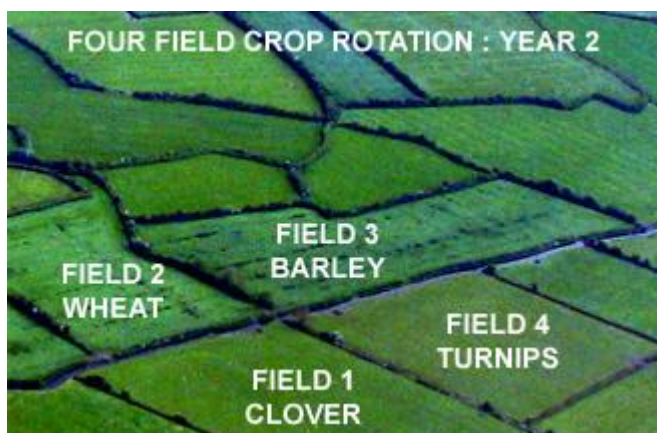 FOUR FIELD CROP ROTATION : YEAR 2
FIELD 3
BARLEY
FIELD 2
WHEAT
FIELD 4
TURNIPS
FIELD 1
CLOVER